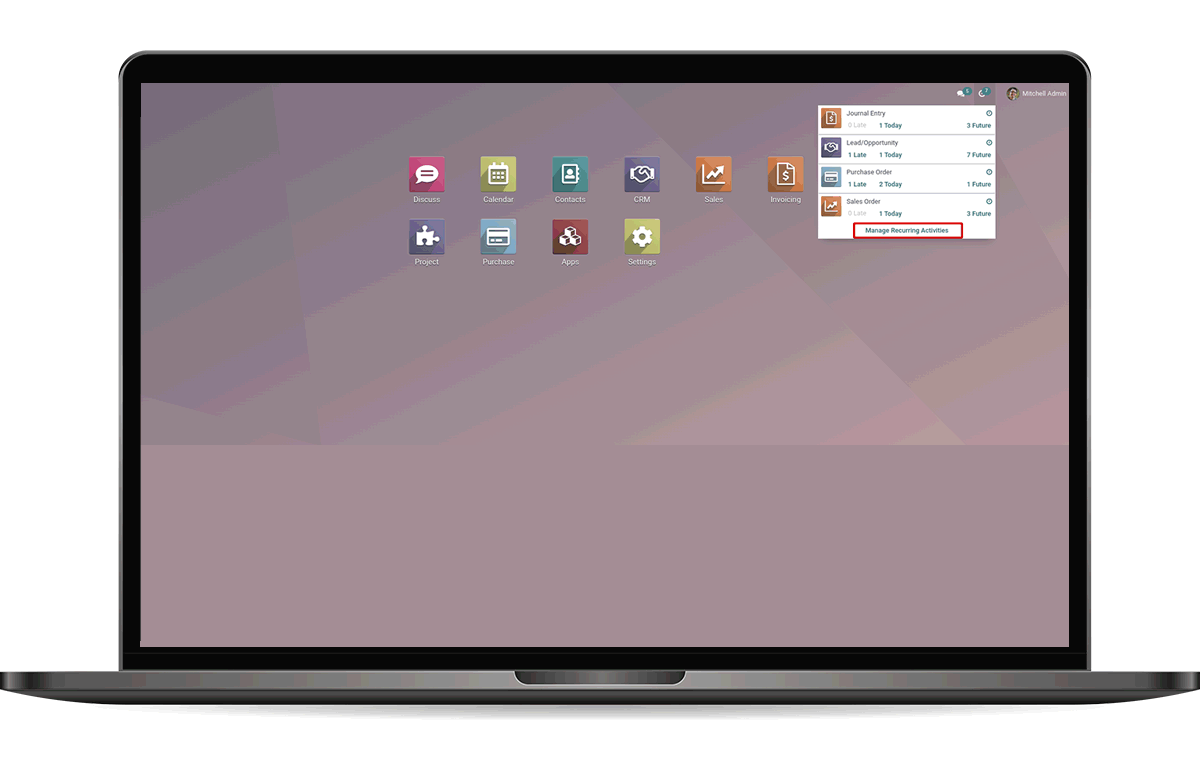 5 7 Mitchell Admin
Journal Entry
0 Late 1 Today 3 Future
Lead/Opportunity
1 Late 1 Today 7 Future
Purchase Order
1 Late 2 Today 1 Future
Sales Order
0 Late 1 Today 3 Future
Manage Recurring Activities
Discuss Calendar Contacts CRM Sales Invoicing
Project Purchase Apps Settings